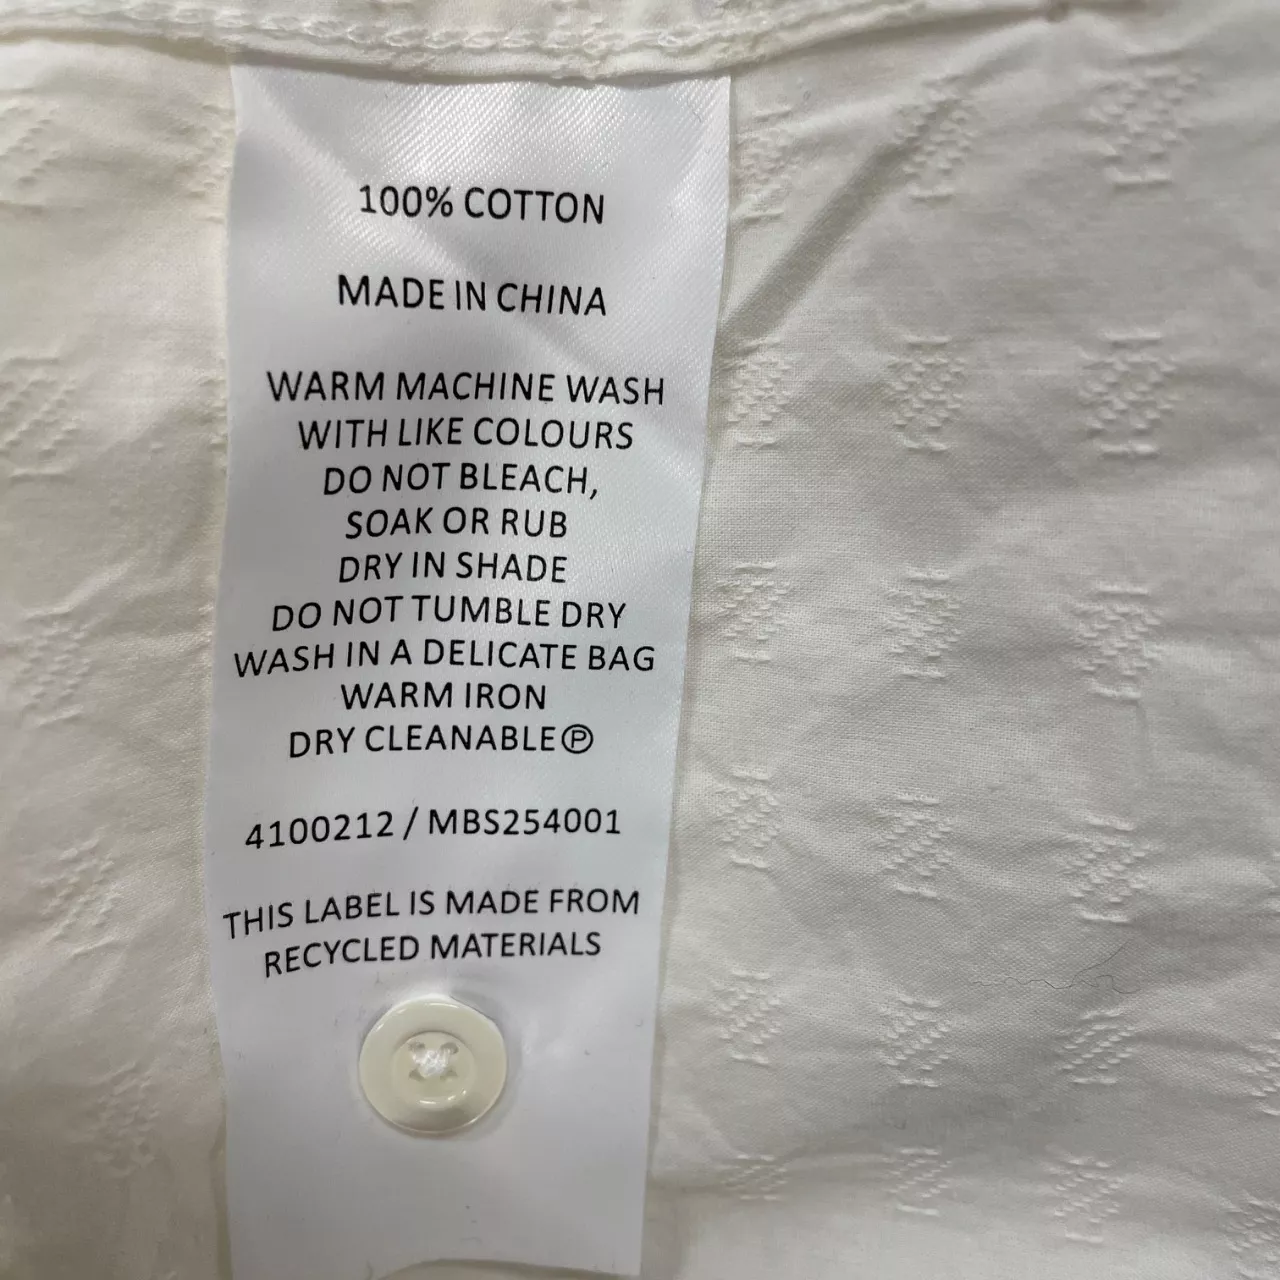 100% COTTON
MADE IN CHINA
WARM MACHINE WASH
WITH LIKE COLOURS
DO NOT BLEACH,
SOAK OR RUB
DRY IN SHADE
DO NOT TUMBLE DRY
WASH IN A DELICATE BAG
WARM IRON
DRY CLEANABLEⓅ
4100212 / MBS254001
THIS LABEL IS MADE FROM
RECYCLED MATERIALS